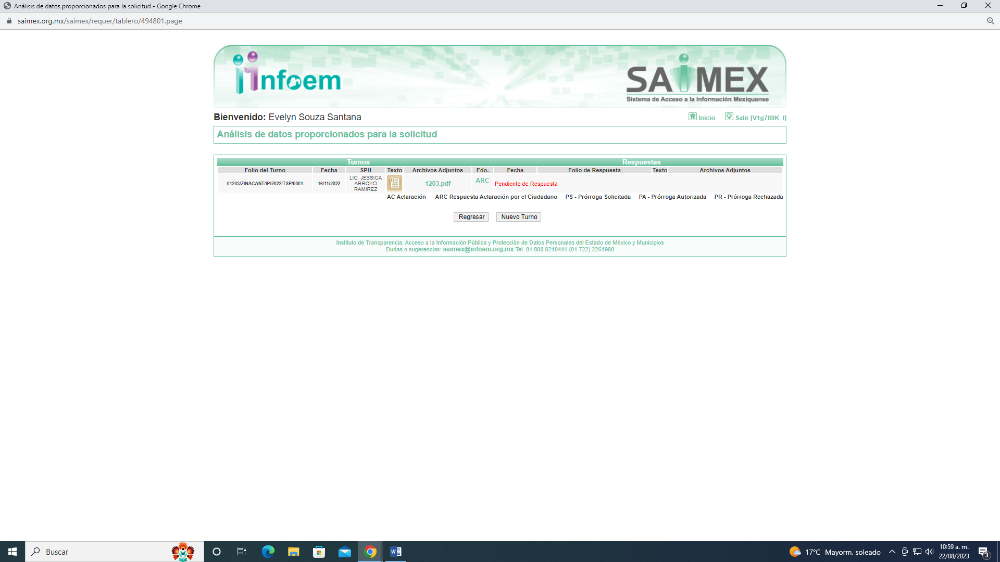 Análisis de datos proporcionados para la solicitud - Google Chrome
saimex.org.mx/saimex/requer/tablero/494801.page
infoem
SAIMEX
Sistema de Acceso a la Información Mexiquense
Bienvenido: Evelyn Souza Santana
Inicio
Salir [V1g789K_I]
Análisis de datos proporcionados para la solicitud
Turnos Respuestas
Folio del Turno Fecha SPH Texto Archivos Adjuntos Edo. Fecha Folio de Respuesta Texto Archivos Adjuntos
01203/ZINACANT/IP/2022/TSP/0001 16/11/2022 LIC. JESSICA ARROYO RAMIREZ 1203.pdf ARC Pendiente de Respuesta
AC Aclaración ARC Respuesta Aclaración por el Ciudadano PS - Prórroga Solicitada PA - Prórroga Autorizada PR - Prórroga Rechazada
Regresar Nuevo Turno
Instituto de Transparencia, Acceso a la Información Pública y Protección de Datos Personales del Estado de México y Municipios
Dudas o sugerencias: saimex@infoem.org.mx Tel. 01 800 8210441 (01 722) 2261980
Buscar
17°C Mayorm. soleado
10:59 a. m.
22/08/2023
3